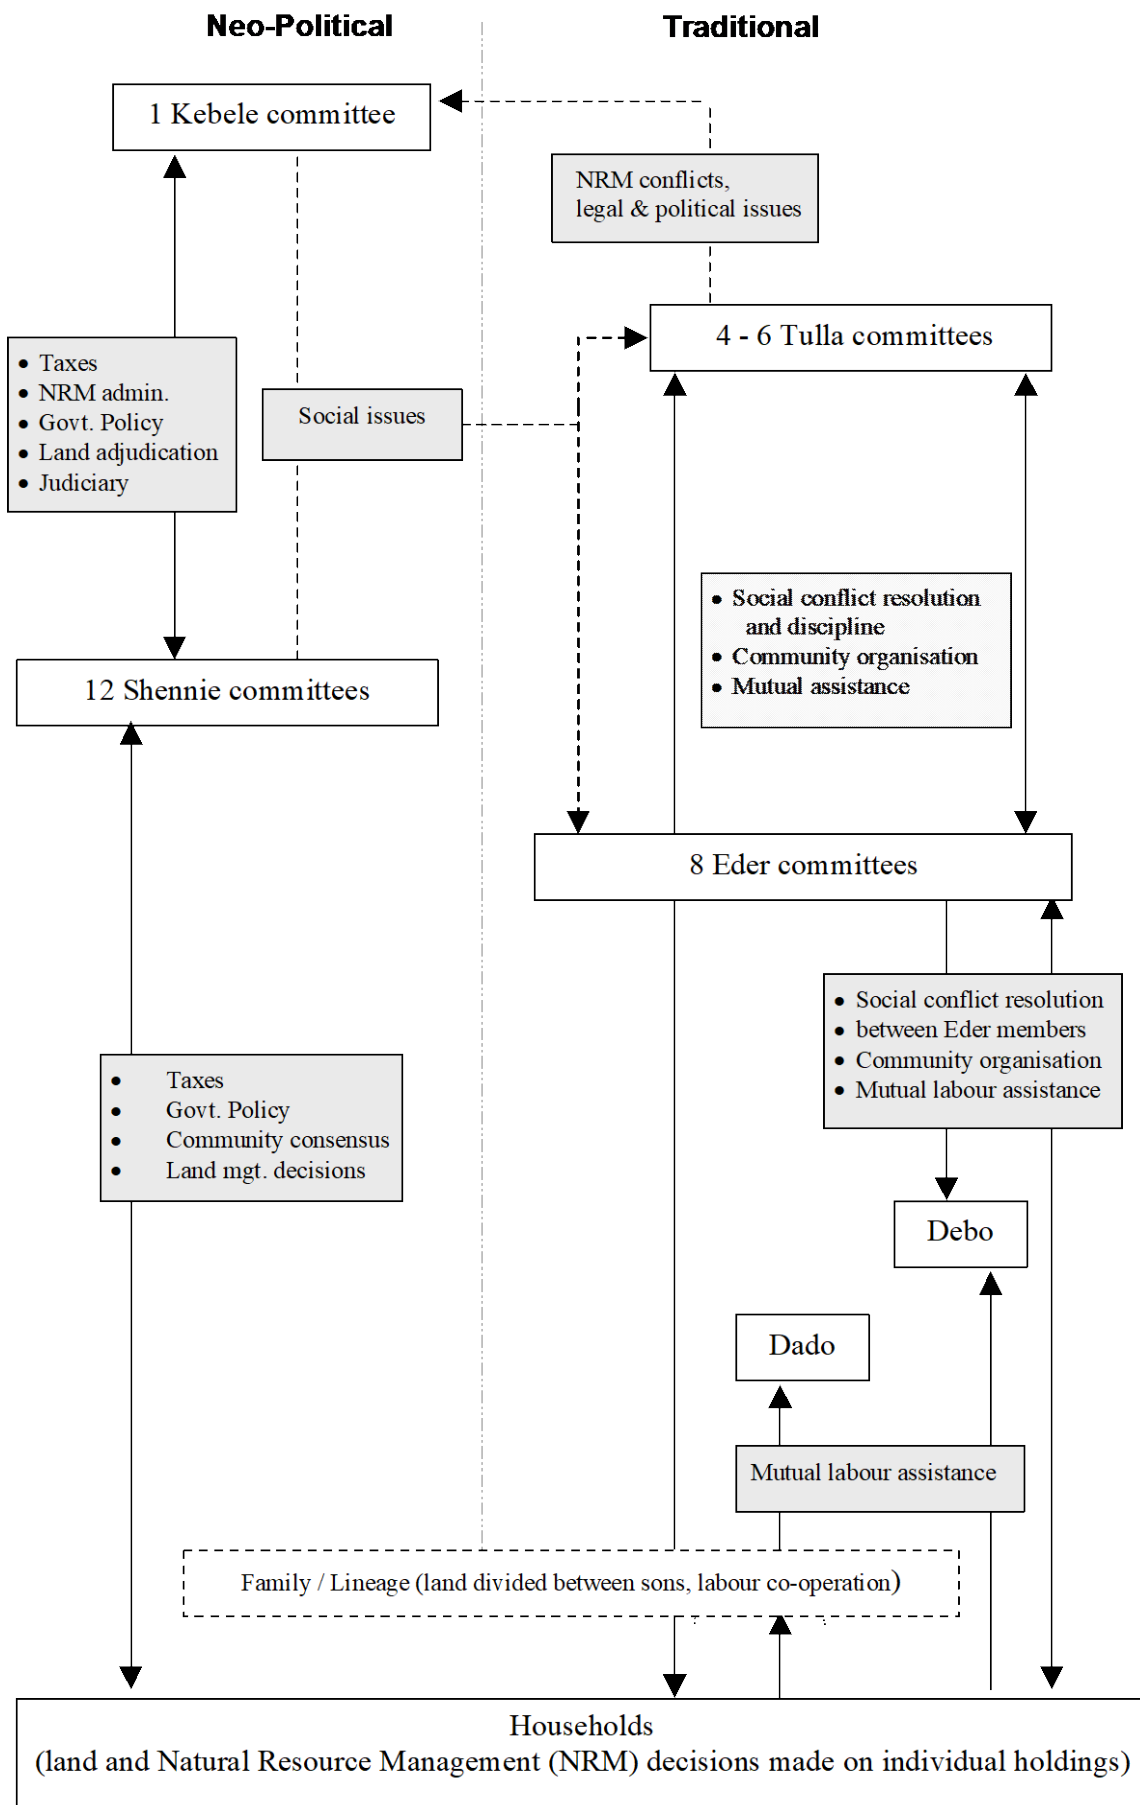 Neo-Political
Traditional
1 Kebele committee
NRM conflicts,
legal & political issues
4 - 6 Tulla committees
• Taxes
• NRM admin.
• Govt. Policy
• Land adjudication
• Judiciary
Social issues
• Social conflict resolution
and discipline
• Community organisation
• Mutual assistance
12 Shennie committees
8 Eder committees
• Social conflict resolution
• between Eder members
• Community organisation
• Mutual labour assistance
• Taxes
• Govt. Policy
• Community consensus
• Land mgt. decisions
Debo
Dado
Mutual labour assistance
Family / Lineage (land divided between sons, labour co-operation)
Households
(land and Natural Resource Management (NRM) decisions made on individual holdings)